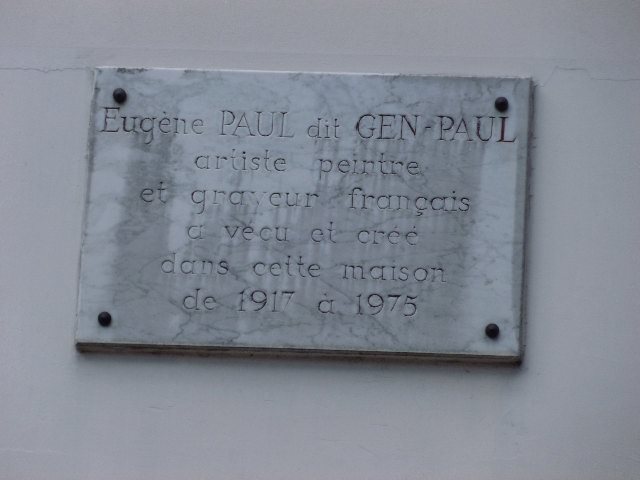 Eugène PAUL dit GEN-PAUL
artiste peintre
et graveur français
a vécu et créé
dans cette maison
de 1917 à 1975